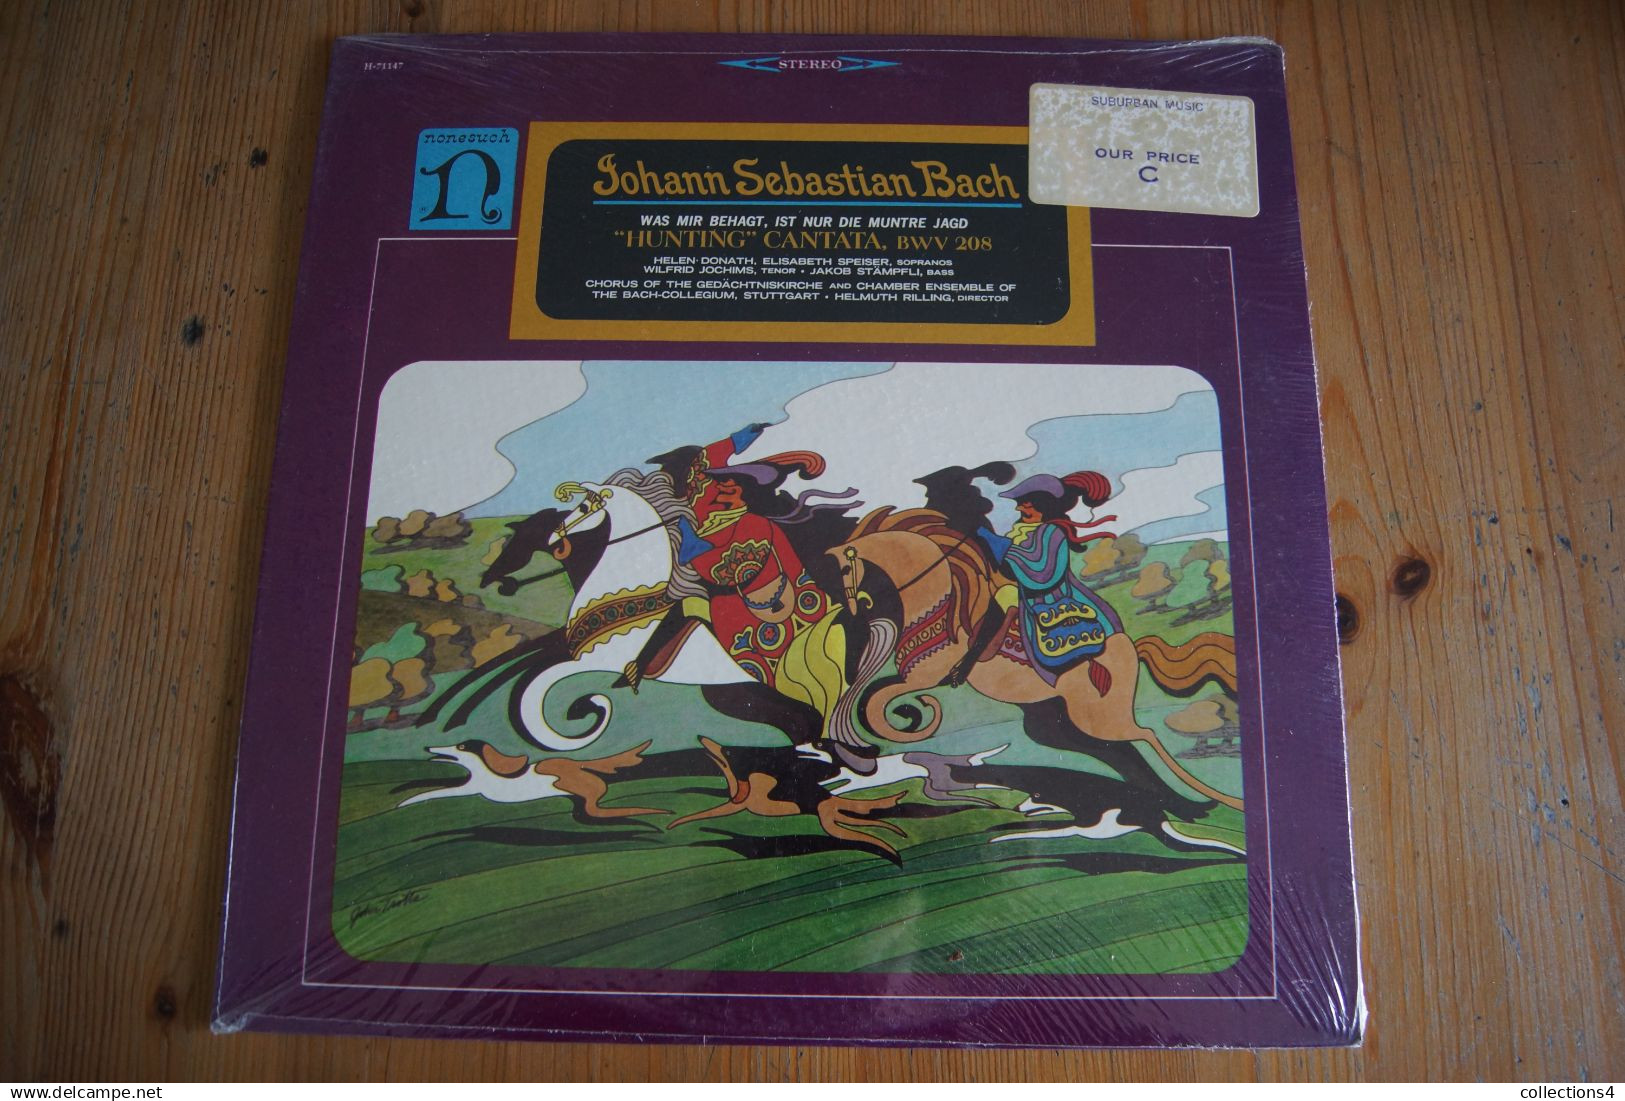 H-71147
STEREO
SUBURBAN MUSIC
OUR PRICE
C
nonesuch
n
Johann Sebastian Bach
WAS MIR BEHAGT, IST NUR DIE MUNTRE JAGD
"HUNTING" CANTATA, BWV 208
HELEN DONATH, ELISABETH SPEISER, SOPRANOS
WILFRID JOCHIMS, TENOR • JAKOB STÄMPFLI, BASS
CHORUS OF THE GEDÄCHTNISKIRCHE AND CHAMBER ENSEMBLE OF
THE BACH-COLLEGIUM, STUTTGART • HELMUTH RILLING, DIRECTOR
John Trotta
www.delcampe.net
collections4